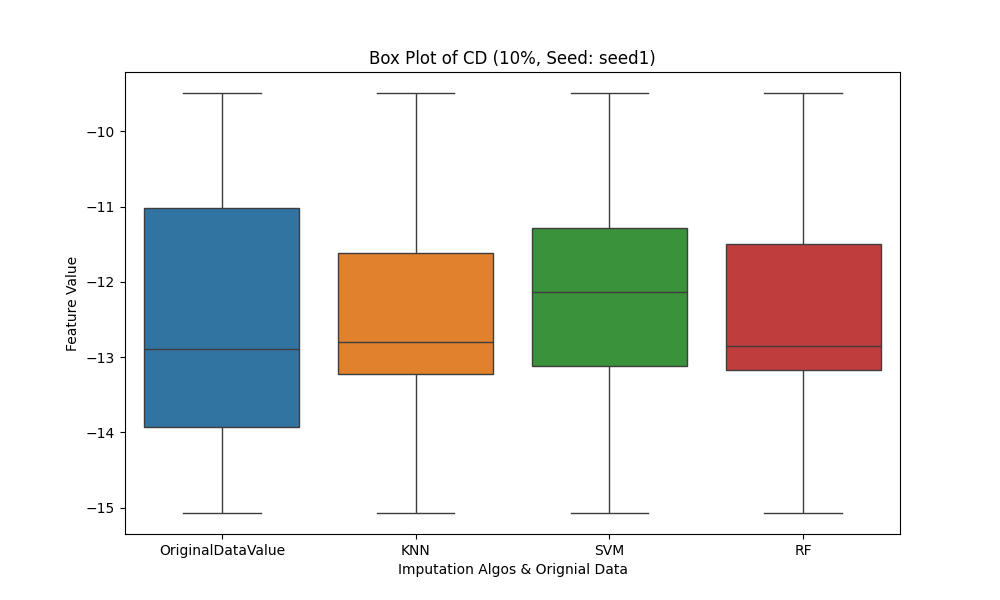 Box Plot of CD (10%, Seed: seed1)
Feature Value
−10
−11
−12
−13
−14
−15
OriginalDataValue KNN SVM RF
Imputation Algos & Orignial Data